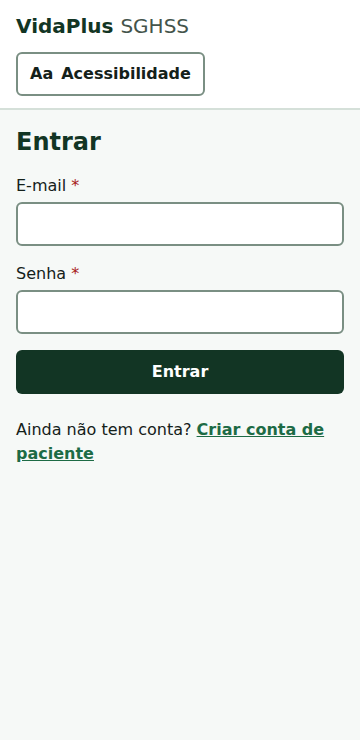 VidaPlus SGHSS
Aa Acessibilidade
Entrar
E-mail *
Senha *
Entrar
Ainda não tem conta? Criar conta de
paciente